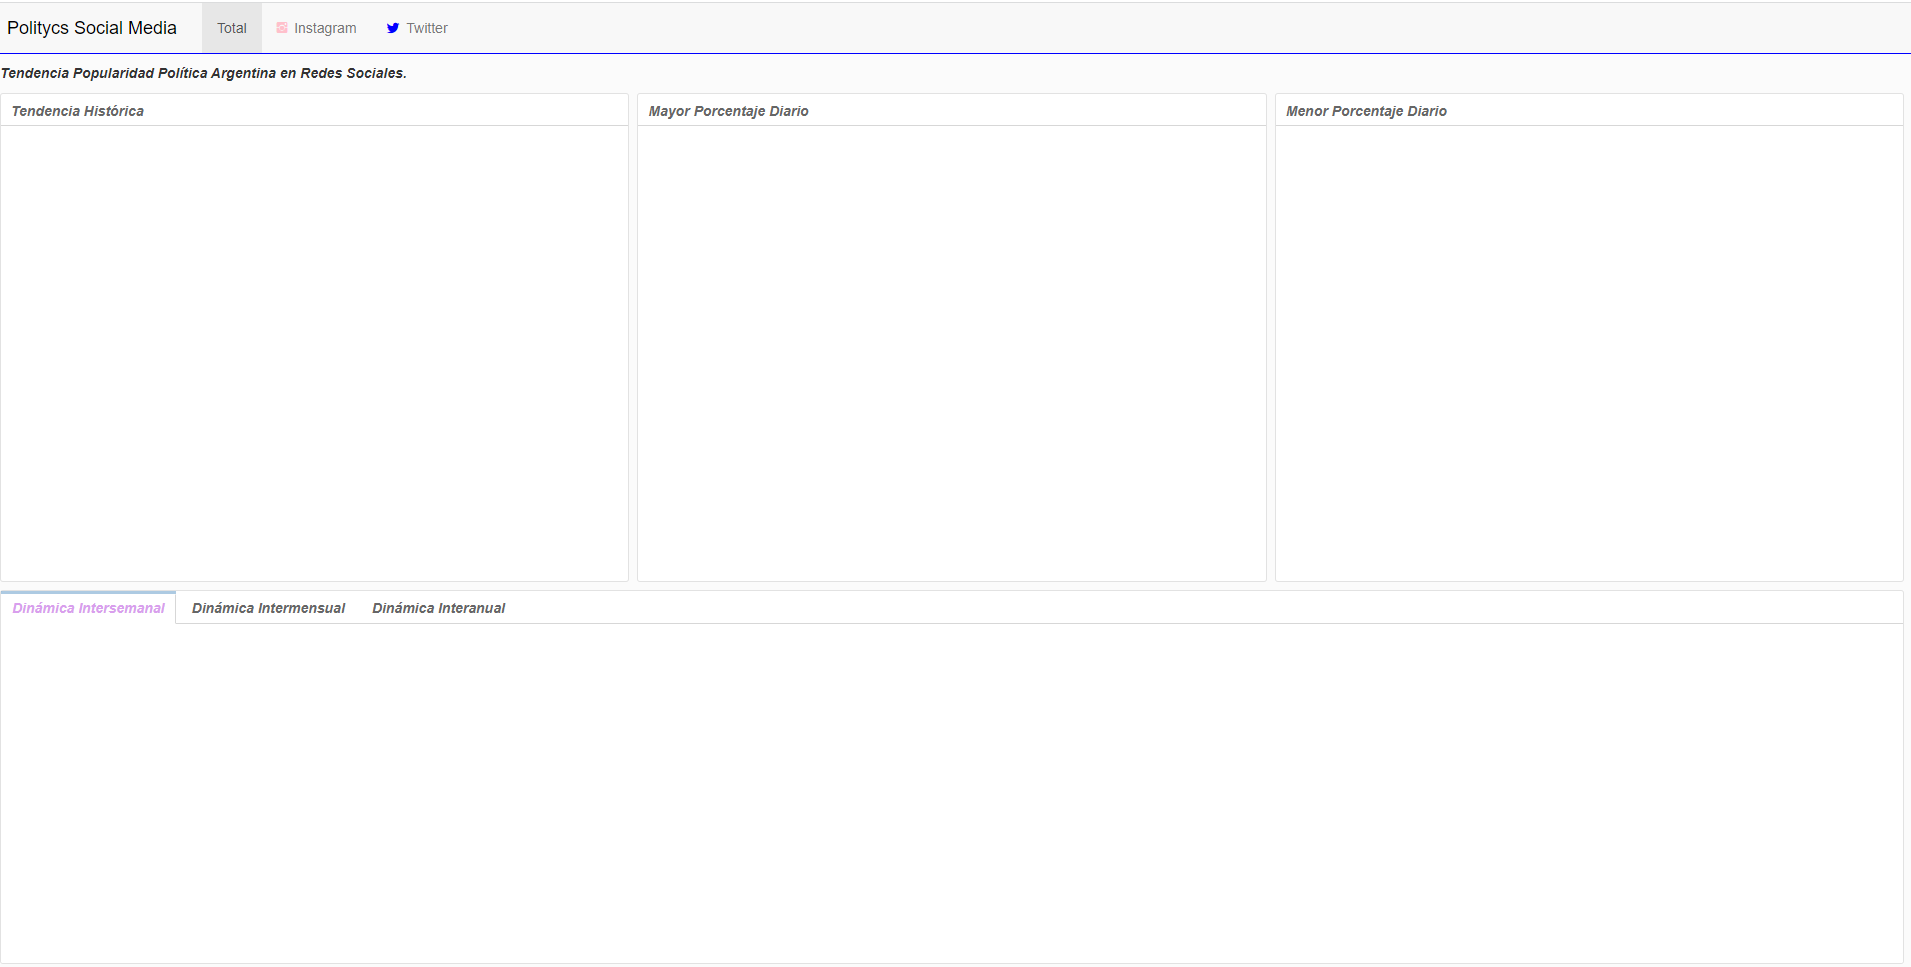 Politycs Social Media Total Instagram Twitter
Tendencia Popularidad Política Argentina en Redes Sociales.
Tendencia Histórica
Mayor Porcentaje Diario
Menor Porcentaje Diario
Dinámica Intersemanal Dinámica Intermensual Dinámica Interanual